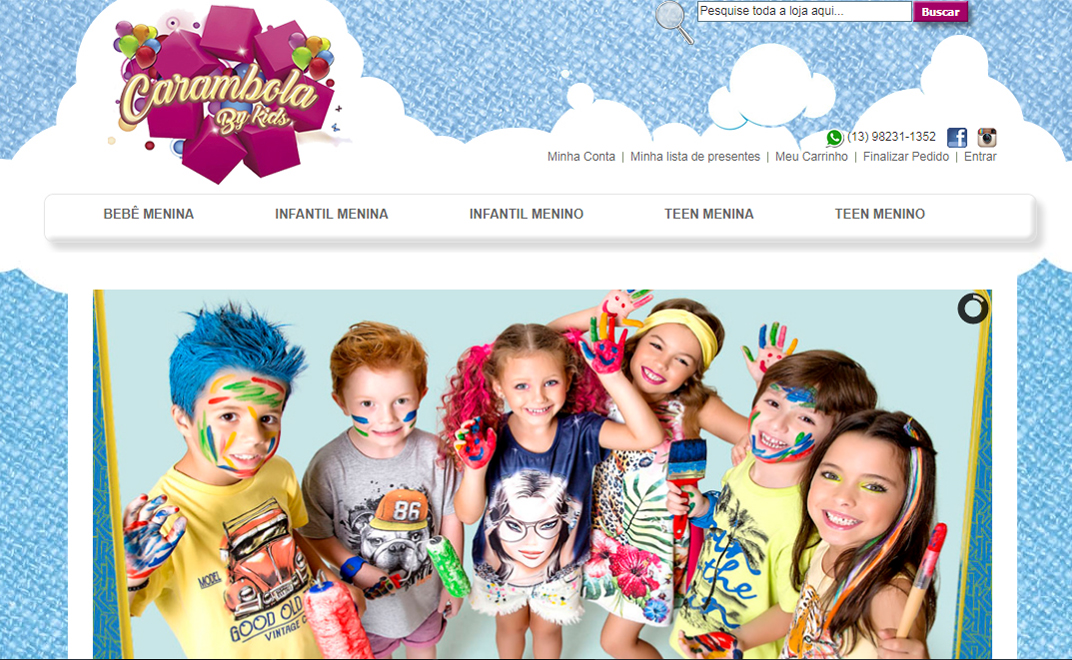 Pesquise toda a loja aqui...
Buscar
Carambola
By Kids
(13) 98231-1352
Minha Conta | Minha lista de presentes | Meu Carrinho | Finalizar Pedido | Entrar
BEBÊ MENINA
INFANTIL MENINA
INFANTIL MENINO
TEEN MENINA
TEEN MENINO
86
MODEL
GOOD OLD
VINTAGE
the